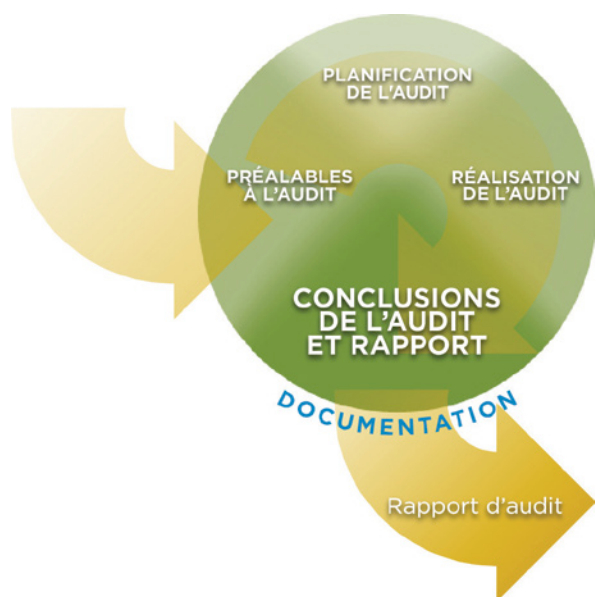 PLANIFICATION
DE L'AUDIT
PRÉALABLES
À L'AUDIT
RÉALISATION
DE L'AUDIT
CONCLUSIONS
DE L'AUDIT
ET RAPPORT
DOCUMENTATION
Rapport d'audit